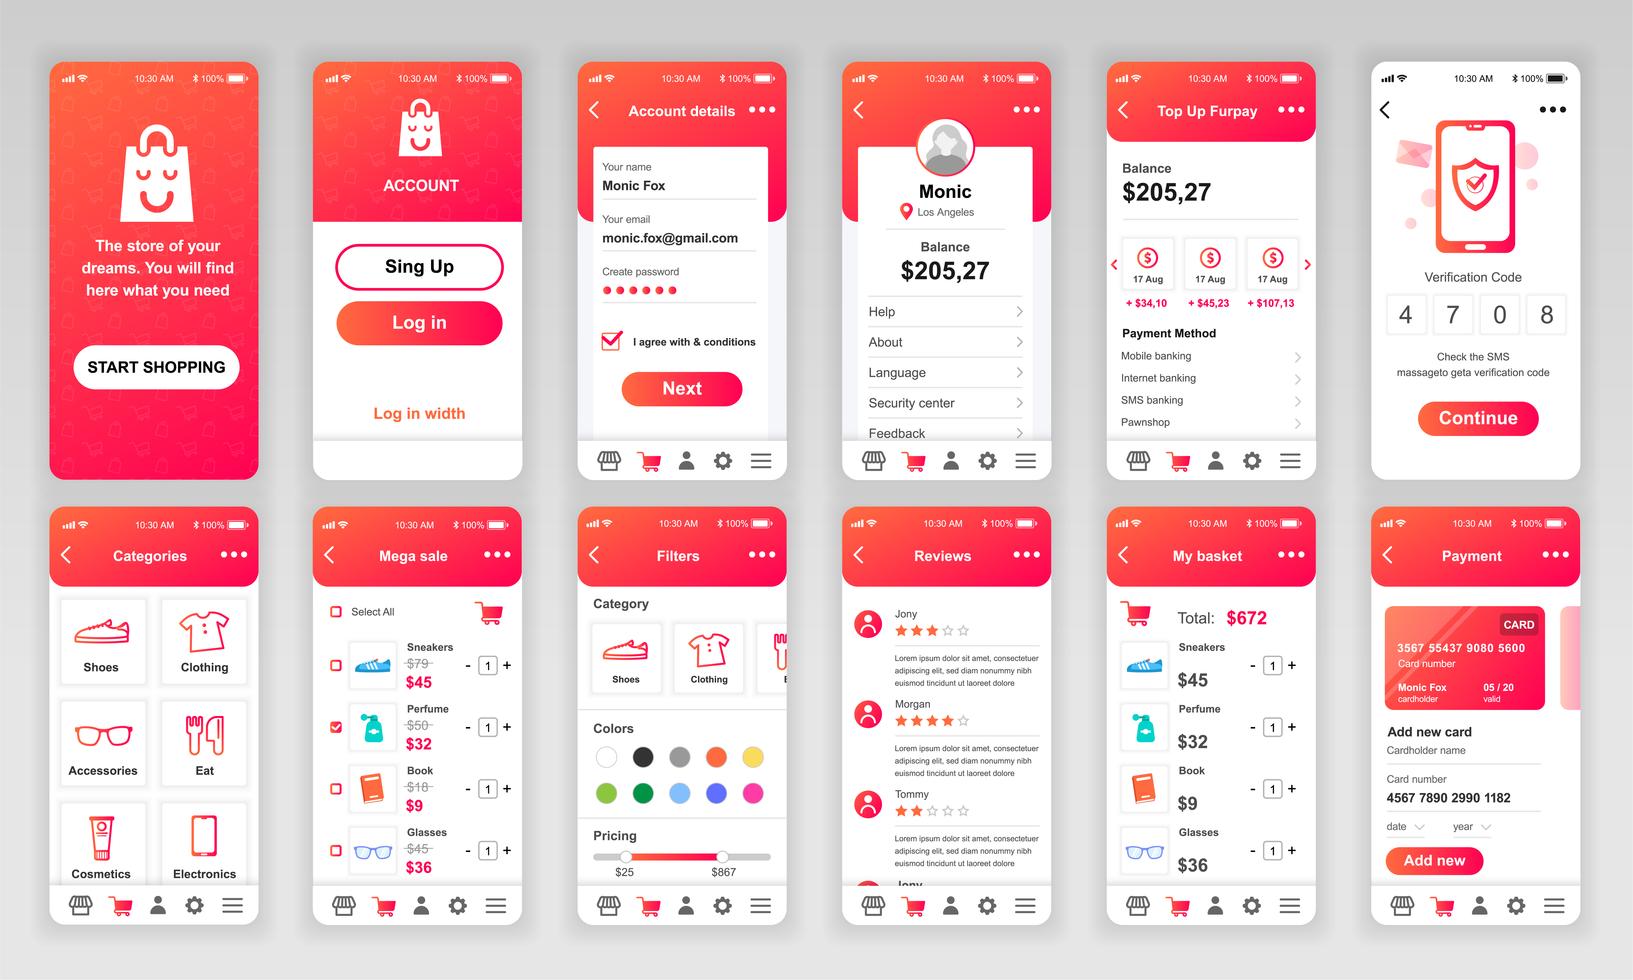 10:30 AM 100%
The store of your
dreams. You will find
here what you need
START SHOPPING
10:30 AM 100%
ACCOUNT
Sing Up
Log in
Log in width
10:30 AM 100%
Account details
Your name
Monic Fox
Your email
monic.fox@gmail.com
Create password
I agree with & conditions
Next
10:30 AM 100%
Monic
Los Angeles
Balance
$205,27
Help
About
Language
Security center
Feedback
10:30 AM 100%
Top Up Furpay
Balance
$205,27
17 Aug 17 Aug 17 Aug
+ $34,10 + $45,23 + $107,13
Payment Method
Mobile banking
Internet banking
SMS banking
Pawnshop
10:30 AM 100%
Verification Code
4 7 0 8
Check the SMS
massageto geta verification code
Continue
10:30 AM 100%
Categories
Shoes Clothing
Accessories Eat
Cosmetics Electronics
10:30 AM 100%
Mega sale
Select All
Sneakers
$79 - 1 +
$45
Perfume
$50 - 1 +
$32
Book
$18 - 1 +
$9
Glasses
$45 - 1 +
$36
10:30 AM 100%
Filters
Category
Shoes Clothing E
Colors
Pricing
$25 $867
10:30 AM 100%
Reviews
Jony
Lorem ipsum dolor sit amet, consectetuer
adipiscing elit, sed diam nonummy nibh
euismod tincidunt ut laoreet dolore
Morgan
Lorem ipsum dolor sit amet, consectetuer
adipiscing elit, sed diam nonummy nibh
euismod tincidunt ut laoreet dolore
Tommy
Lorem ipsum dolor sit amet, consectetuer
adipiscing elit, sed diam nonummy nibh
euismod tincidunt ut laoreet dolore
Jony
10:30 AM 100%
My basket
Total: $672
Sneakers
- 1 +
$45
Perfume
- 1 +
$32
Book
- 1 +
$9
Glasses
- 1 +
$36
10:30 AM 100%
Payment
CARD
3567 55437 9080 5600
Card number
Monic Fox 05 / 20
cardholder valid
Add new card
Cardholder name
Card number
4567 7890 2990 1182
date year
Add new